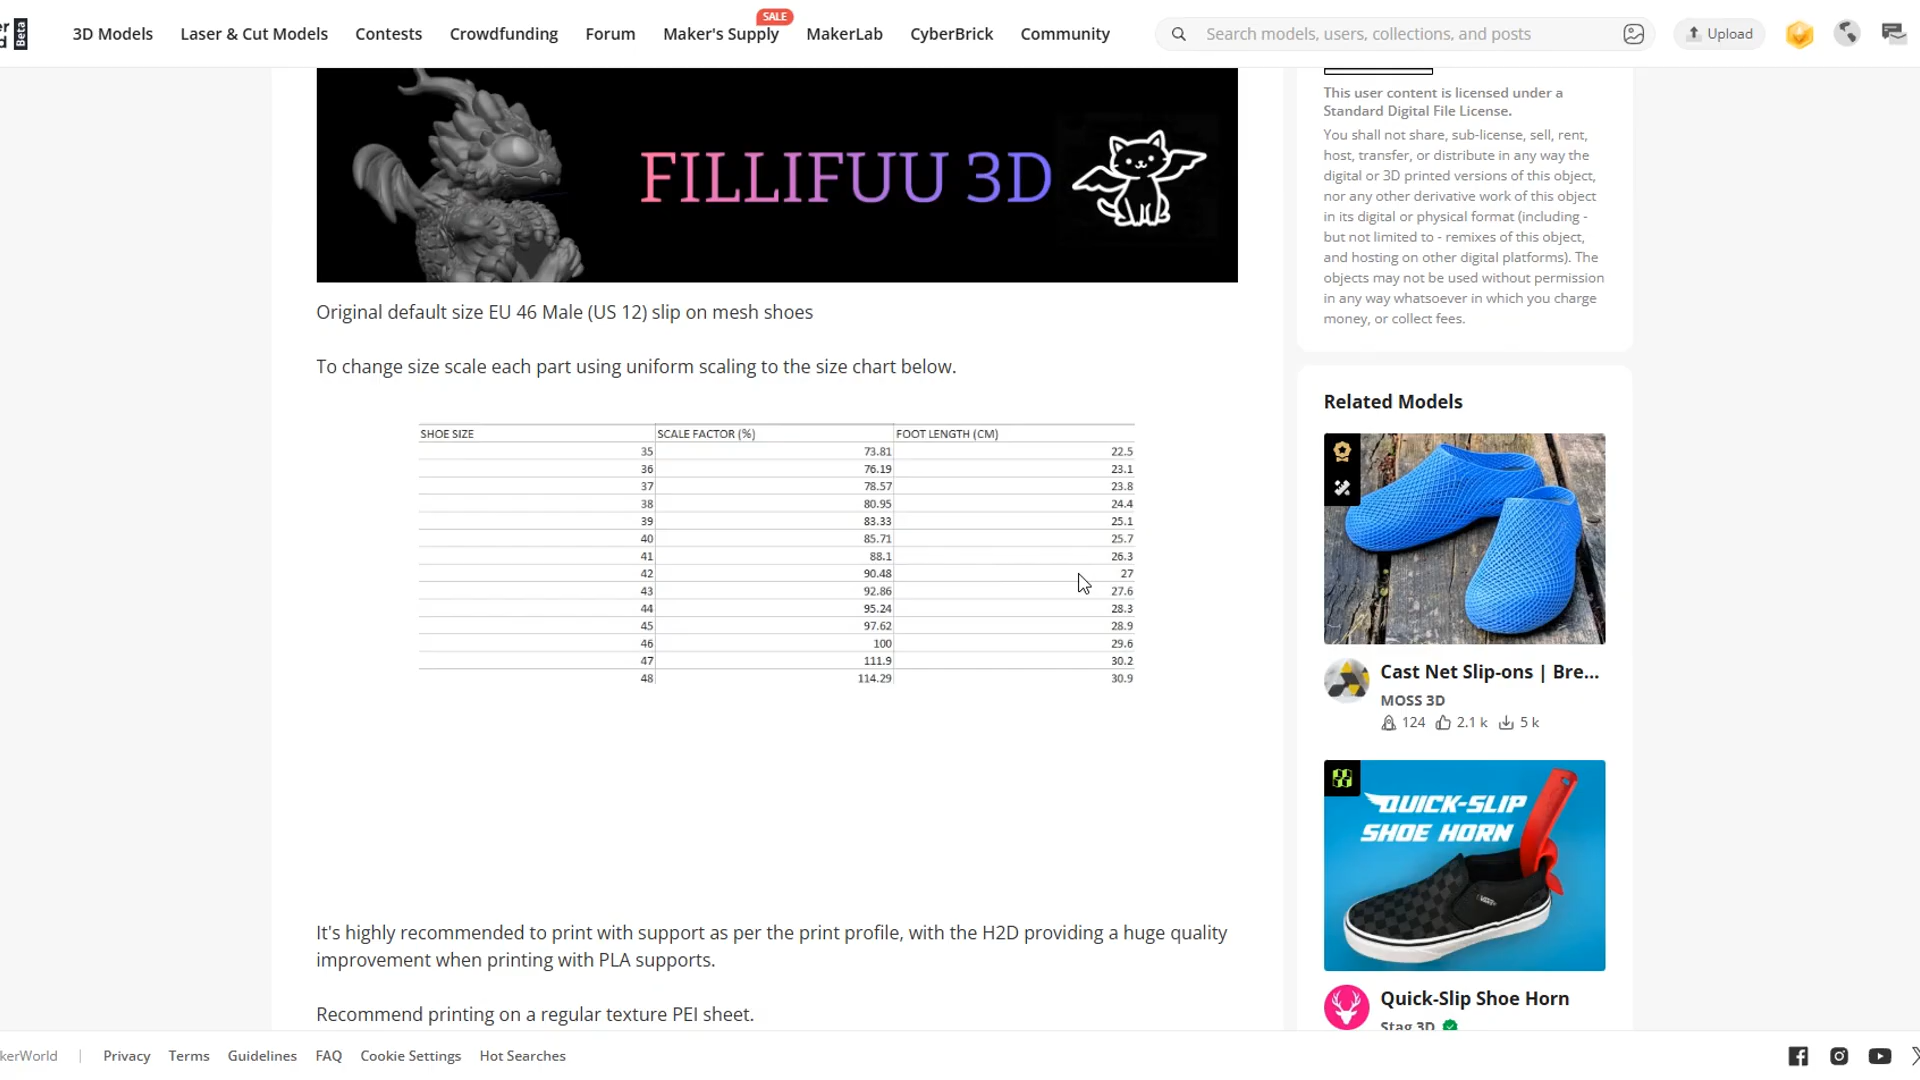 Beta
3D Models
Laser & Cut Models
Contests
Crowdfunding
Forum
SALE
Maker's Supply
MakerLab
CyberBrick
Community
Search models, users, collections, and posts
Upload
FILLIFUU 3D
Original default size EU 46 Male (US 12) slip on mesh shoes
To change size scale each part using uniform scaling to the size chart below.
SHOE SIZE SCALE FACTOR (%) FOOT LENGTH (CM)
35 73.81 22.5
36 76.19 23.1
37 78.57 23.8
38 80.95 24.4
39 83.33 25.1
40 85.71 25.7
41 88.1 26.3
42 90.48 27
43 92.86 27.6
44 95.24 28.3
45 97.62 28.9
46 100 29.6
47 111.9 30.2
48 114.29 30.9
It's highly recommended to print with support as per the print profile, with the H2D providing a huge quality
improvement when printing with PLA supports.
Recommend printing on a regular texture PEI sheet.
This user content is licensed under a
Standard Digital File License.
You shall not share, sub-license, sell, rent,
host, transfer, or distribute in any way the
digital or 3D printed versions of this object,
nor any other derivative work of this object
in its digital or physical format (including -
but not limited to - remixes of this object,
and hosting on other digital platforms). The
objects may not be used without permission
in any way whatsoever in which you charge
money, or collect fees.
Related Models
Cast Net Slip-ons | Bre...
MOSS 3D
124 2.1 k 5 k
QUICK-SLIP
SHOE HORN
Quick-Slip Shoe Horn
Stag 3D
kerWorld
Privacy
Terms
Guidelines
FAQ
Cookie Settings
Hot Searches